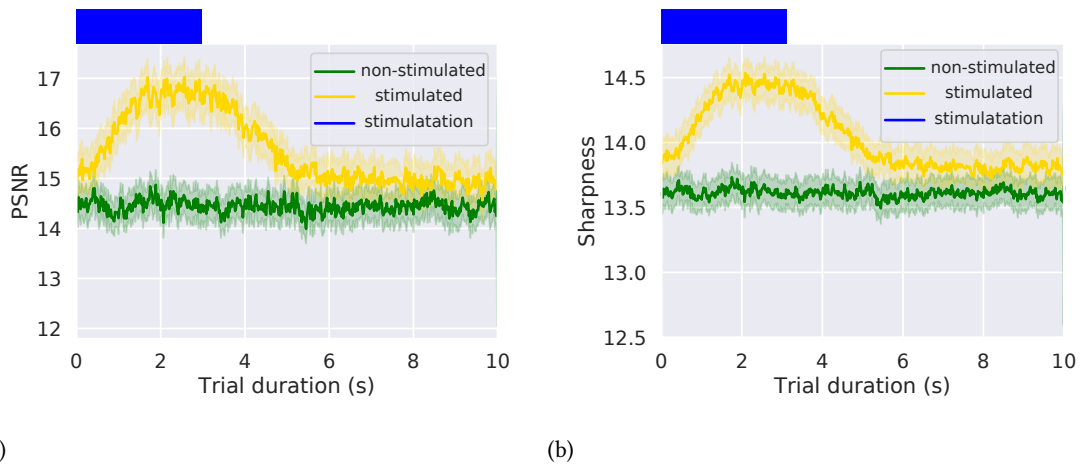 17
16
15
14
13
12
PSNR
non-stimulated
stimulated
stimulatation
0 2 4 6 8 10
Trial duration (s)
)
14.5
14.0
13.5
13.0
12.5
Sharpness
non-stimulated
stimulated
stimulatation
0 2 4 6 8 10
Trial duration (s)
(b)